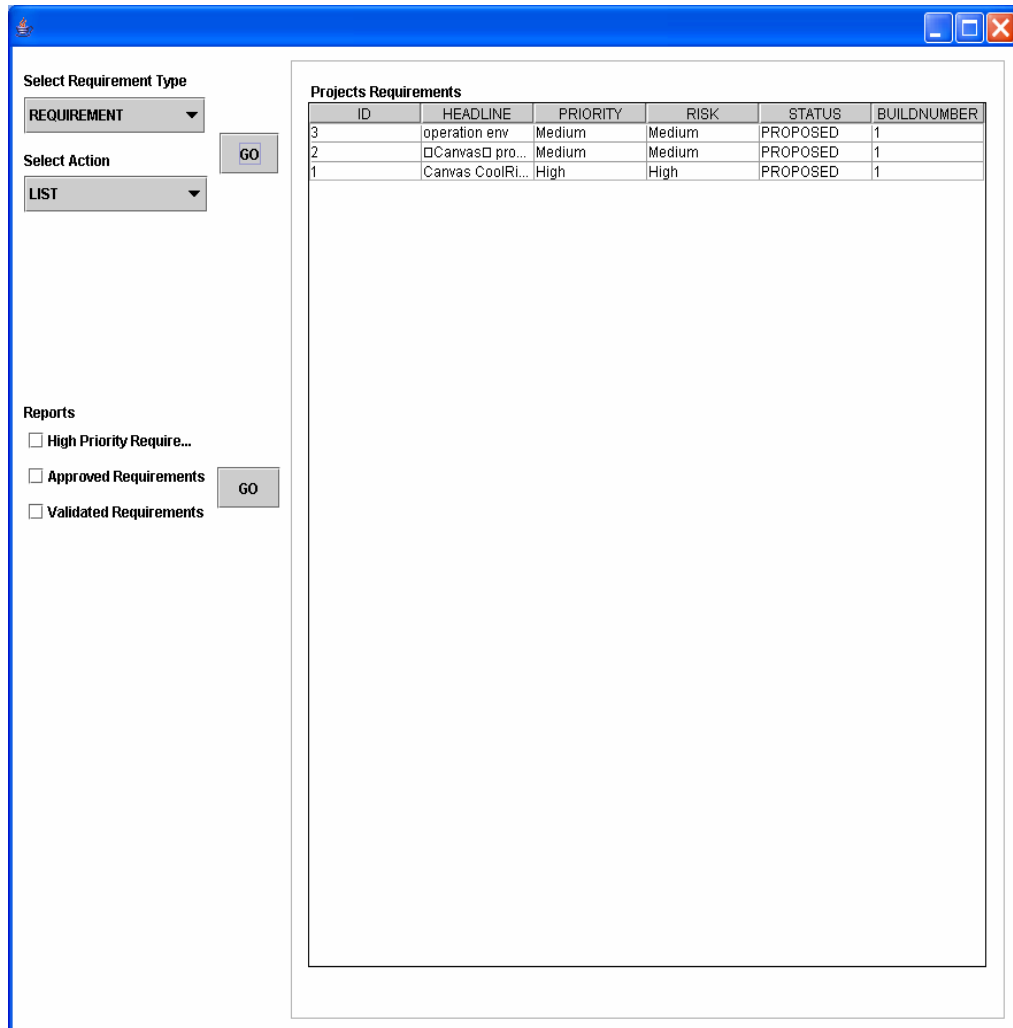 Select Requirement Type
REQUIREMENT
Select Action
GO
LIST
Reports
High Priority Require...
Approved Requirements
GO
Validated Requirements
Projects Requirements
ID HEADLINE PRIORITY RISK STATUS BUILDNUMBER
3 operation env Medium Medium PROPOSED 1
2 □Canvas□ pro... Medium Medium PROPOSED 1
1 Canvas CoolRi... High High PROPOSED 1